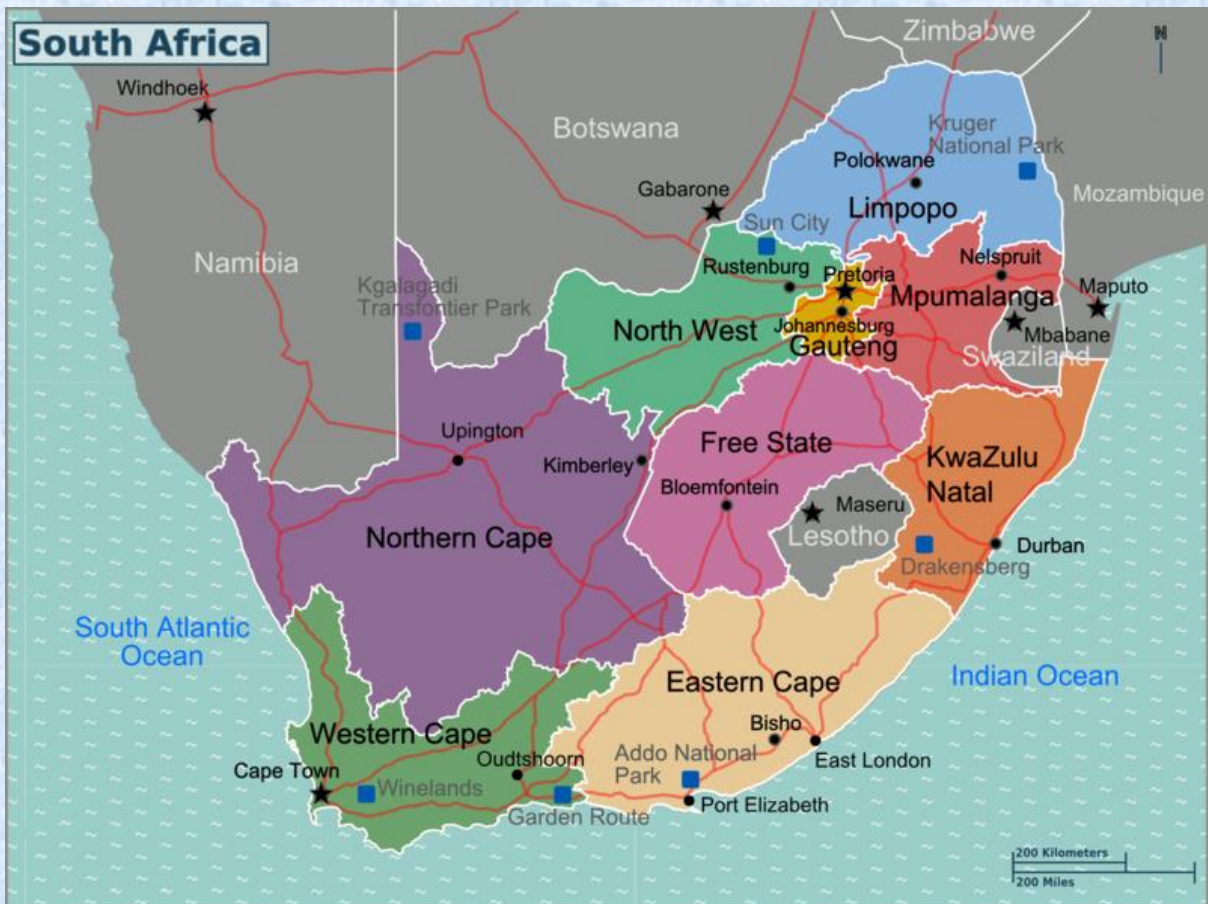 South Africa
Zimbabwe
N
Windhoek
Botswana
Kruger
National Park
Polokwane
Gabarone
Limpopo
Mozambique
Sun City
Namibia
Kgalagadi
Transfontier Park
Rustenburg
Pretoria
Nelspruit
Mpumalanga
Maputo
North West
Johannesburg
Gauteng
Mbabane
Swaziland
Upington
Kimberley
Free State
KwaZulu
Natal
Bloemfontein
Maseru
Lesotho
Northern Cape
Durban
Drakensberg
South Atlantic
Ocean
Indian Ocean
Eastern Cape
Western Cape
Bisho
Oudtshoorn
Addo National
Park
East London
Cape Town
Winelands
Garden Route
Port Elizabeth
200 Kilometers
200 Miles